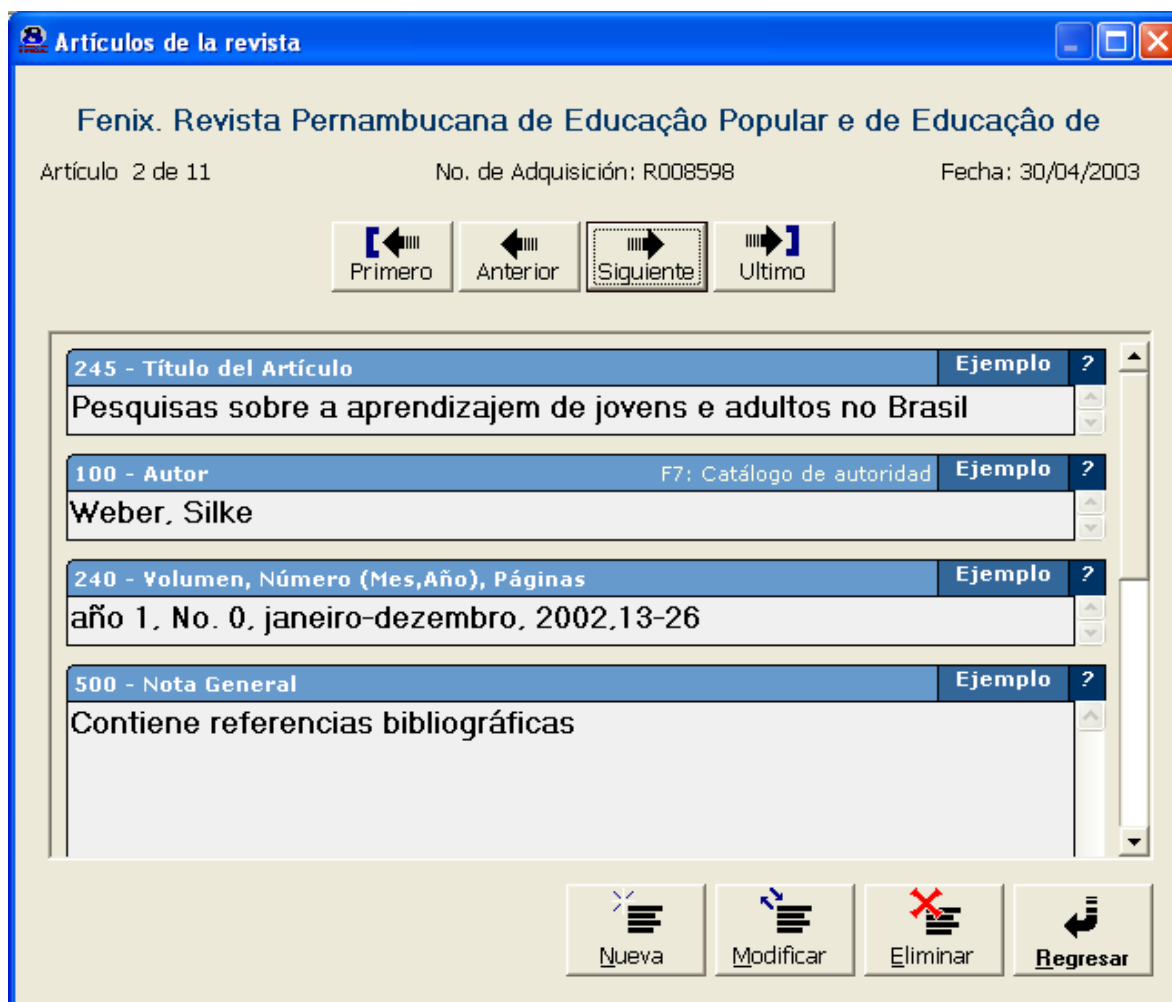 Artículos de la revista
Fenix. Revista Pernambucana de Educaçâo Popular e de Educaçâo de
Artículo 2 de 11 No. de Adquisición: R008598 Fecha: 30/04/2003
Primero Anterior Siguiente Ultimo
245 - Título del Artículo Ejemplo ?
Pesquisas sobre a aprendizajem de jovens e adultos no Brasil
100 - Autor F7: Catálogo de autoridad Ejemplo ?
Weber, Silke
240 - Volumen, Número (Mes,Año), Páginas Ejemplo ?
año 1, No. 0, janeiro-dezembro, 2002,13-26
500 - Nota General Ejemplo ?
Contiene referencias bibliográficas
Nueva Modificar Eliminar Regresar